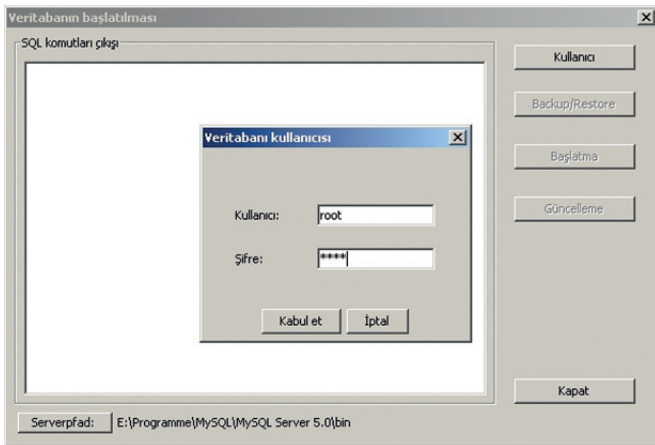 Veritabanın başlatılması
SQL komutları çıkışı
Kullanıcı
Backup/Restore
Başlatma
Güncelleme
Kapat
Veritabanı kullanıcısı
Kullanıcı: root
Şifre: ****
Kabul et İptal
Serverpfad: E:\Programme\MySQL\MySQL Server 5.0\bin